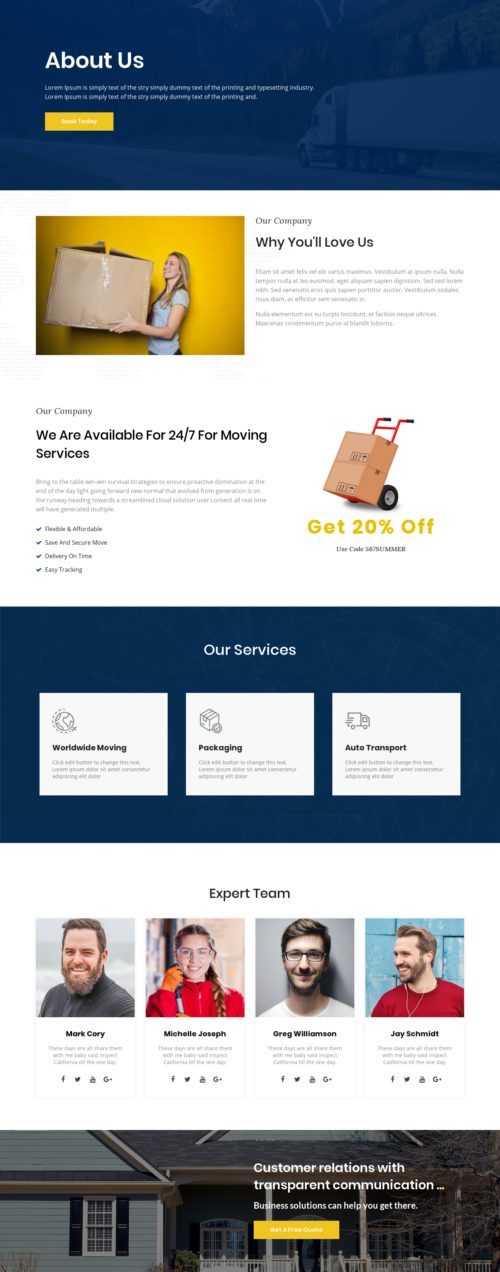 About Us
Lorem Ipsum is simply text of the stry simply dummy text of the printing and typesetting industry.
Lorem Ipsum is simply text of the stry simply dummy text of the printing and.
Book Today
Our Company
Why You'll Love Us
Etiam sit amet felis vel elit varius maximus. Vestibulum at ipsum nulla. Nulla
tempor nulla et leo euismod, eget aliquam sapien dignissim. Sed sed lorem
nibh. Sed venenatis eros quis sapien porttitor auctor. Vestibulum sodales
risus diam, ac efficitur sem venenatis in.
Nulla elementum est eu turpis tincidunt, et facilisis neque ultrices.
Maecenas condimentum purus id blandit lobortis.
Our Company
We Are Available For 24/7 For Moving
Services
Bring to the table win-win survival strategies to ensure proactive domination at the
end of the day light going forward new normal that evolved from generation is on
the runway heading towards a streamlined cloud solution user content all real-time
will have generated multiple.
Flexible & Affordable
Save And Secure Move
Delivery On Time
Easy Tracking
Get 20% Off
Use Code 567SUMMER
Our Services
Worldwide Moving
Click edit button to change this text.
Lorem ipsum dolor sit amet consectetur
adipiscing elit dolor
Packaging
Click edit button to change this text.
Lorem ipsum dolor sit amet consectetur
adipiscing elit dolor
Auto Transport
Click edit button to change this text.
Lorem ipsum dolor sit amet consectetur
adipiscing elit dolor
Expert Team
Mark Cory
These days are all share them
with me baby said inspect
California till the one day.
Michelle Joseph
These days are all share them
with me baby said inspect
California till the one day.
Greg Williamson
These days are all share them
with me baby said inspect
California till the one day.
Jay Schmidt
These days are all share them
with me baby said inspect
California till the one day.
Customer relations with
transparent communication ...
Business solutions can help you get there.
Get A Free Quote